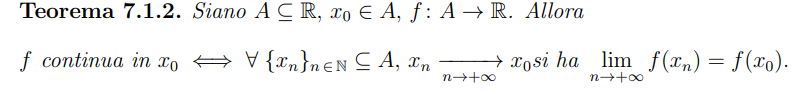 Teorema 7.1.2. Siano A ⊆ ℝ, x₀ ∈ A, f : A → ℝ. Allora
f continua in x₀ ⟺ ∀ {xₙ}ₙ∈ℕ ⊆ A, xₙ ⟶ₙ→+∞ x₀si ha lim n→+∞ f(xₙ) = f(x₀).